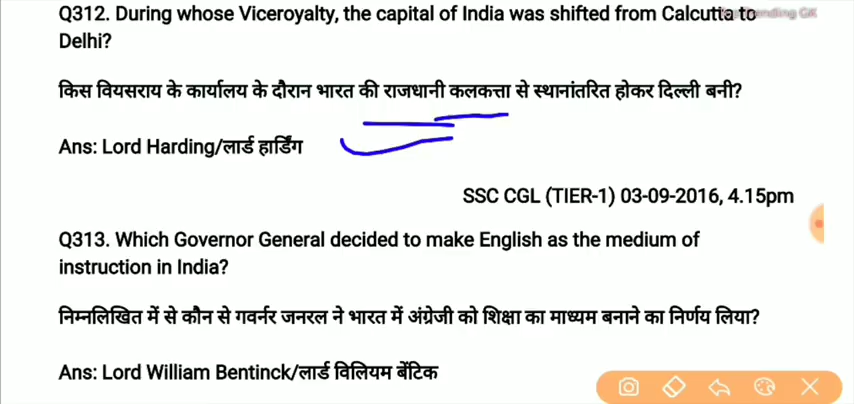 Q312. During whose Viceroyalty, the capital of India was shifted from Calcutta to
Delhi?
किस वियसराय के कार्यालय के दौरान भारत की राजधानी कलकत्ता से स्थानांतरित होकर दिल्ली बनी?
Ans: Lord Harding/लार्ड हार्डिंग
SSC CGL (TIER-1) 03-09-2016, 4.15pm
Q313. Which Governor General decided to make English as the medium of
instruction in India?
निम्नलिखित में से कौन से गवर्नर जनरल ने भारत में अंग्रेजी को शिक्षा का माध्यम बनाने का निर्णय लिया?
Ans: Lord William Bentinck/लार्ड विलियम बेंटिक